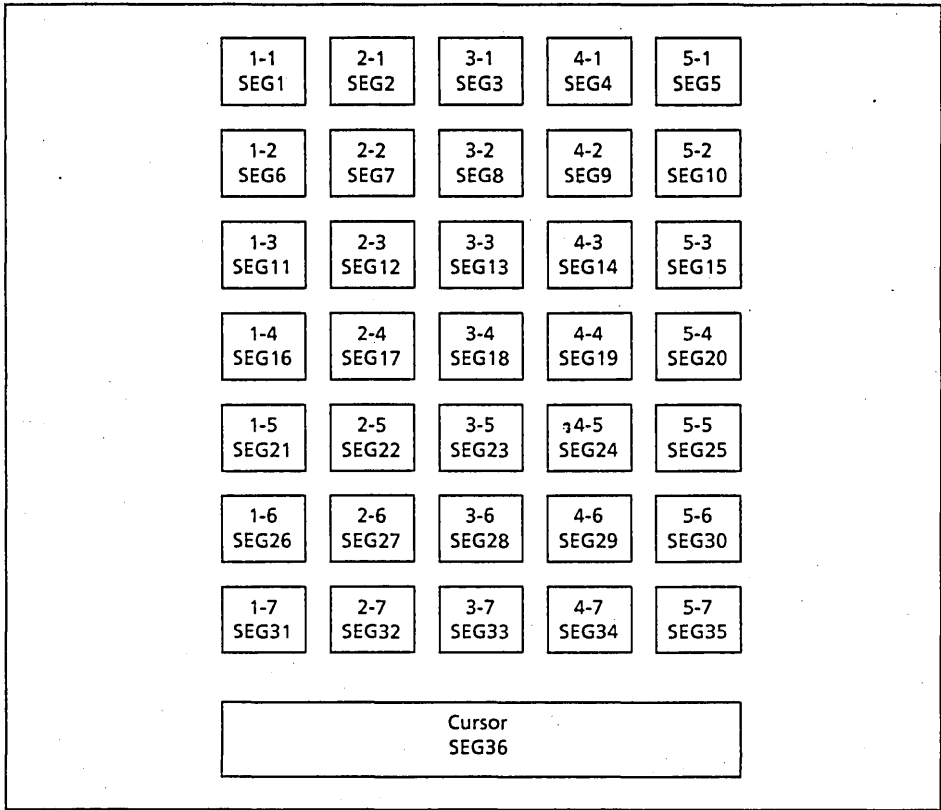 1-1 2-1 3-1 4-1 5-1
SEG1 SEG2 SEG3 SEG4 SEG5
1-2 2-2 3-2 4-2 5-2
SEG6 SEG7 SEG8 SEG9 SEG10
1-3 2-3 3-3 4-3 5-3
SEG11 SEG12 SEG13 SEG14 SEG15
1-4 2-4 3-4 4-4 5-4
SEG16 SEG17 SEG18 SEG19 SEG20
1-5 2-5 3-5 4-5 5-5
SEG21 SEG22 SEG23 SEG24 SEG25
1-6 2-6 3-6 4-6 5-6
SEG26 SEG27 SEG28 SEG29 SEG30
1-7 2-7 3-7 4-7 5-7
SEG31 SEG32 SEG33 SEG34 SEG35
Cursor
SEG36